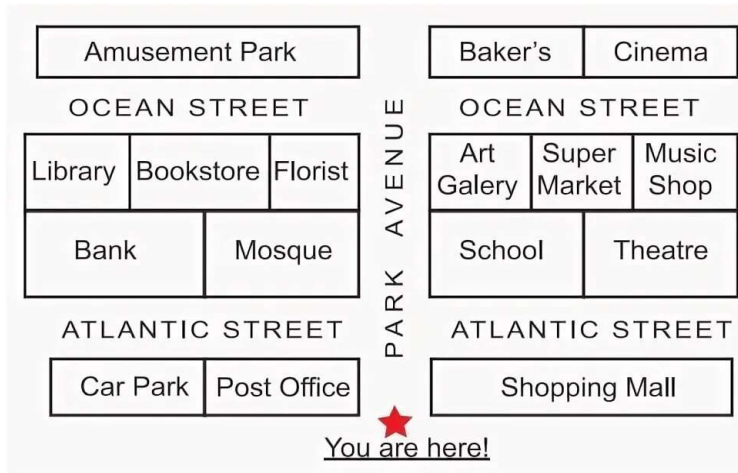 Amusement Park
Baker's
Cinema
OCEAN STREET
OCEAN STREET
PARK AVENUE
Library
Bookstore
Florist
Art
Galery
Super
Market
Music
Shop
Bank
Mosque
School
Theatre
ATLANTIC STREET
ATLANTIC STREET
Car Park
Post Office
Shopping Mall
You are here!